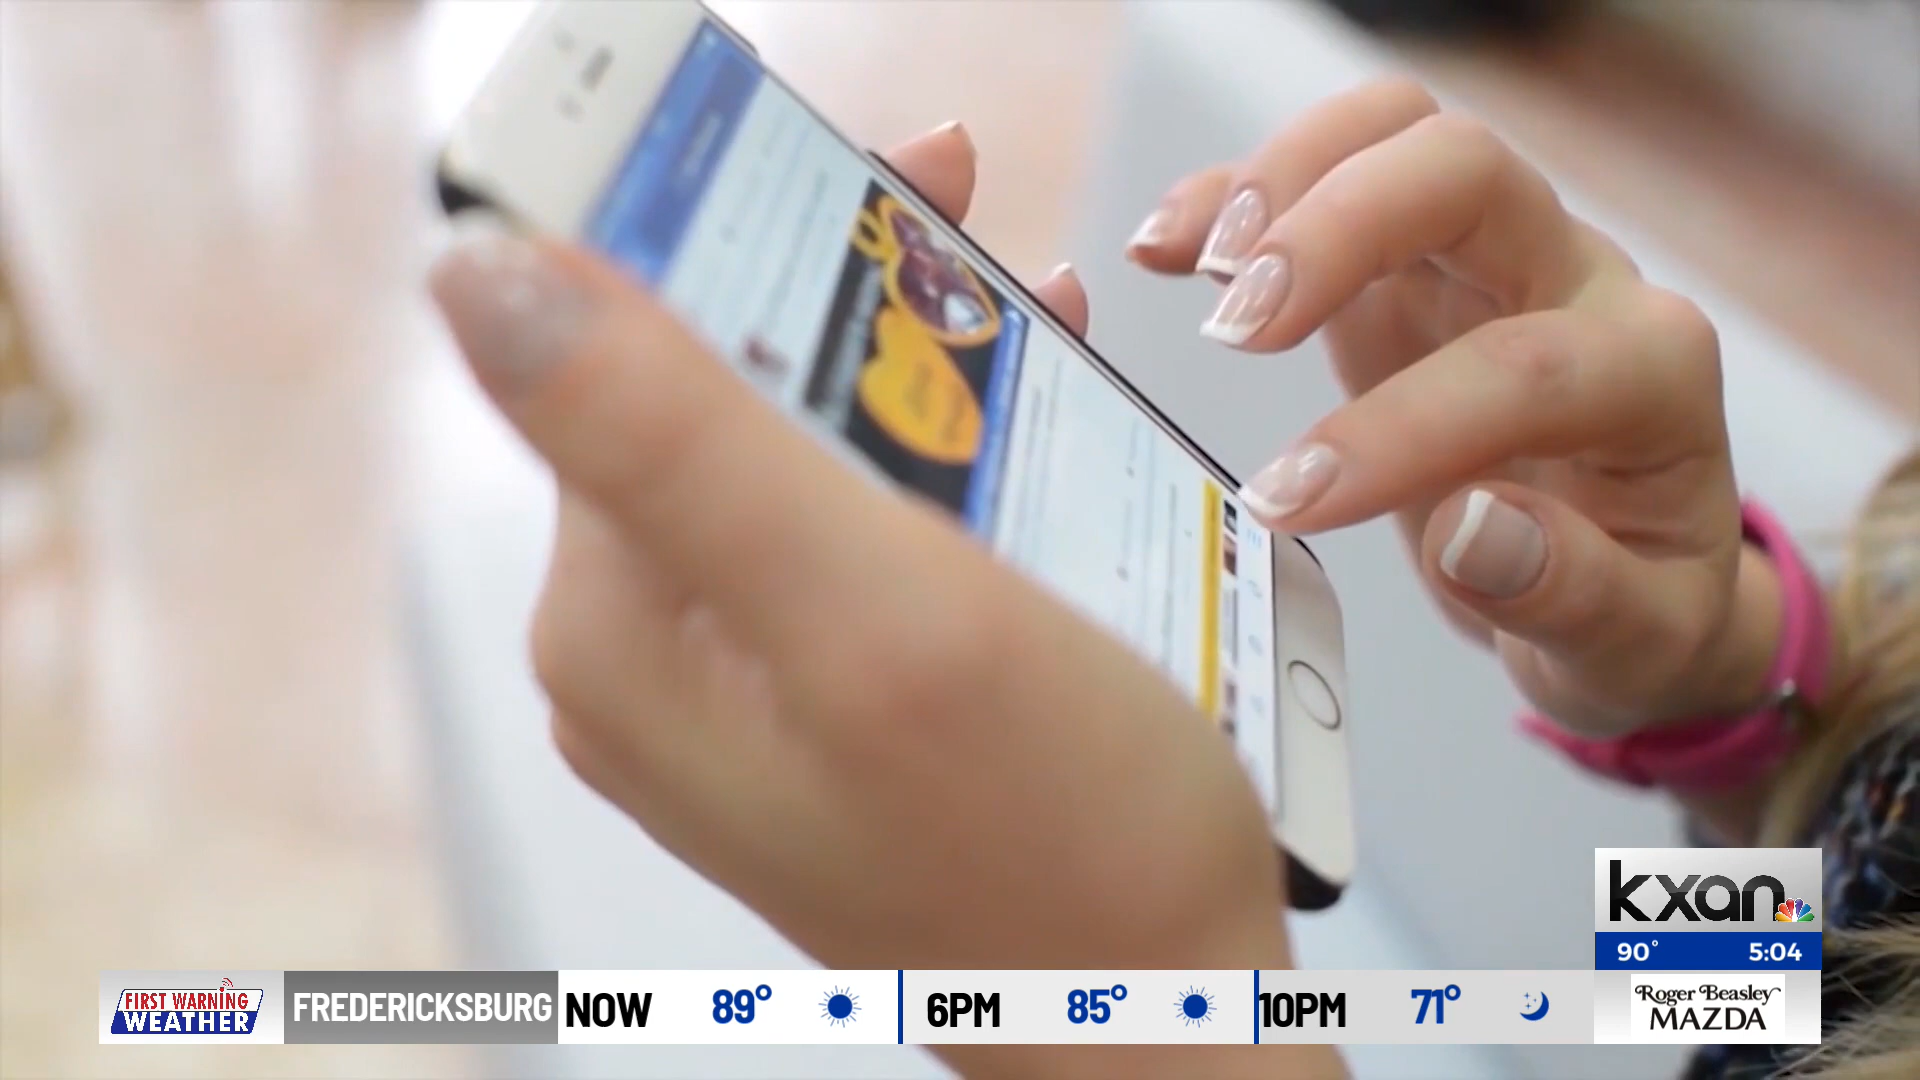 kxan
90° 5:04
FIRST WARNING
WEATHER
FREDERICKSBURG NOW 89° 6PM 85° 10PM 71°
Roger Beasley
MAZDA